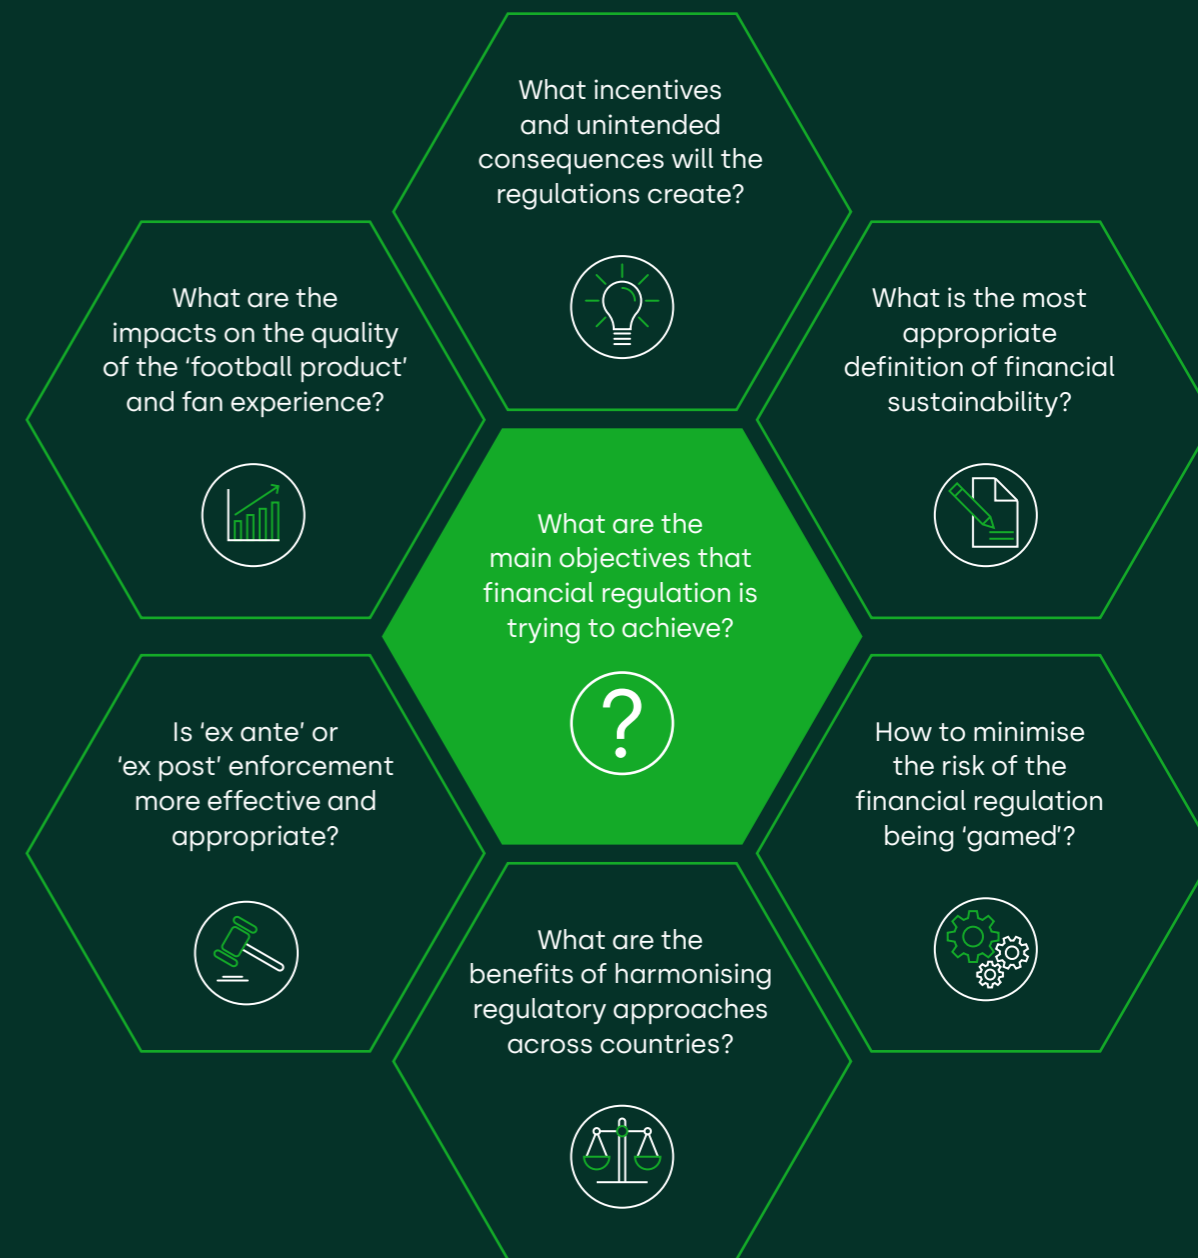 What incentives
and unintended
consequences will the
regulations create?
What are the
impacts on the quality
of the ‘football product’
and fan experience?
What is the most
appropriate
definition of financial
sustainability?
What are the
main objectives that
financial regulation is
trying to achieve?
?
Is ‘ex ante’ or
‘ex post’ enforcement
more effective and
appropriate?
How to minimise
the risk of the
financial regulation
being ‘gamed’?
What are the
benefits of harmonising
regulatory approaches
across countries?